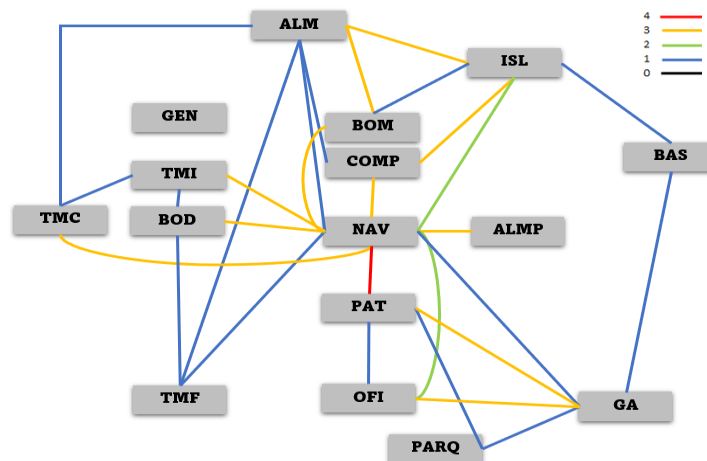 ALM
4
3
2
1
0
ISL
GEN
BOM
COMP
BAS
TMI
TMC
BOD
NAV
ALMP
PAT
TMF
OFI
GA
PARQ